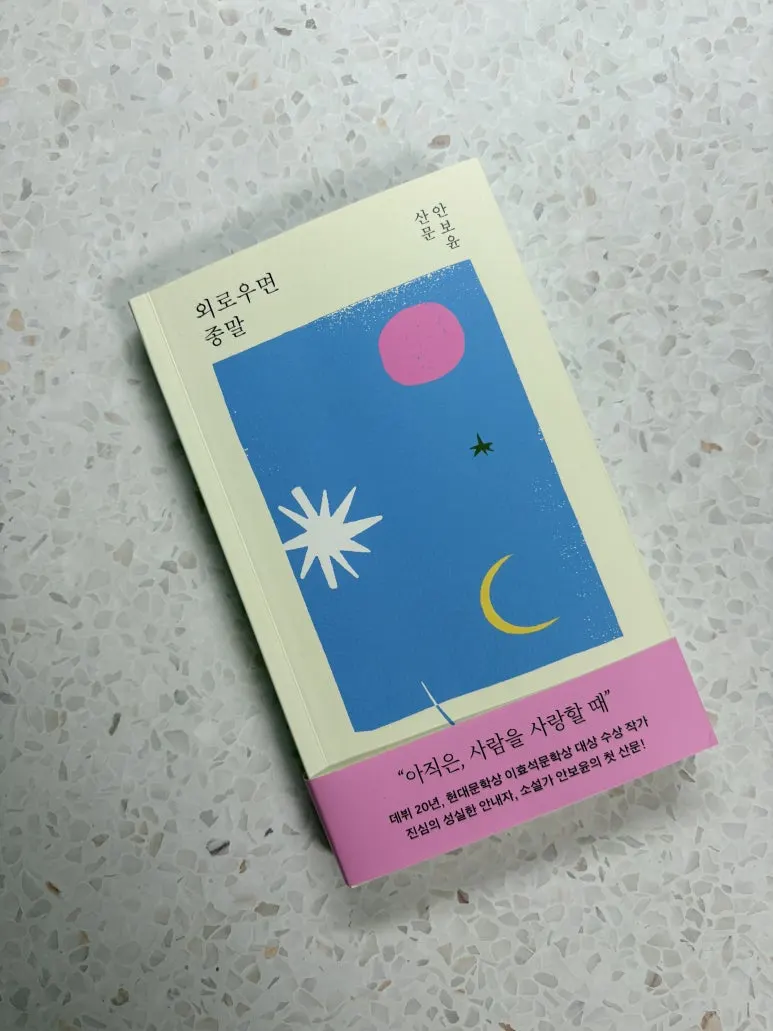 안보윤
산문
외로우면
종말
“아직은, 사람을 사랑할 때”
데뷔 20년, 현대문학상 이효석문학상 대상 수상 작가
진심의 성실한 안내자, 소설가 안보윤의 첫 산문!